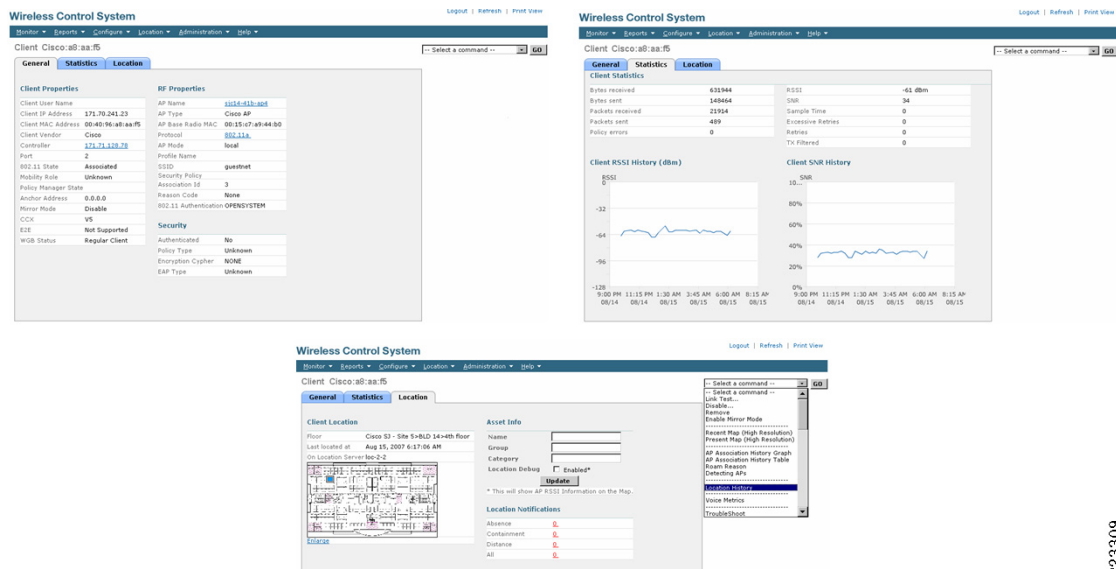 Logout | Refresh | Print View
Wireless Control System
Monitor Reports Configure Location Administration Help
Client Cisco:a8:aa:f5
-- Select a command -- GO
General Statistics Location
Client Properties
Client User Name
Client IP Address 171.70.241.23
Client MAC Address 00:40:96:a8:aa:f5
Client Vendor Cisco
Controller 171.71.128.78
Port 2
802.11 State Associated
Mobility Role Unknown
Policy Manager State
Anchor Address 0.0.0.0
Mirror Mode Disable
CCX V5
E2E Not Supported
WGB Status Regular Client
RF Properties
AP Name sjc14-41b-ap4
AP Type Cisco AP
AP Base Radio MAC 00:15:c7:a9:44:b0
Protocol 802.11a
AP Mode local
Profile Name
SSID guestnet
Security Policy
Association Id 3
Reason Code None
802.11 Authentication OPENSYSTEM
Security
Authenticated No
Policy Type Unknown
Encryption Cypher NONE
EAP Type Unknown
Logout | Refresh | Print View
Wireless Control System
Monitor Reports Configure Location Administration Help
Client Cisco:a8:aa:f5
-- Select a command -- GO
General Statistics Location
Client Statistics
Bytes received 631944
Bytes sent 148464
Packets received 21914
Packets sent 489
Policy errors 0
RSSI -61 dBm
SNR 34
Sample Time 0
Excessive Retries 0
Retries 0
TX Filtered 0
Client RSSI History (dBm)
RSSI
0
-32
-64
-96
-128
9:00 PM 11:15 PM 1:30 AM 3:45 AM 6:00 AM 8:15 AM
08/14 08/14 08/15 08/15 08/15 08/15
Client SNR History
SNR
10...
80%
60%
40%
20%
0%
9:00 PM 11:15 PM 1:30 AM 3:45 AM 6:00 AM 8:15 AM
08/14 08/14 08/15 08/15 08/15 08/15
Logout | Refresh | Print View
Wireless Control System
Monitor Reports Configure Location Administration Help
Client Cisco:a8:aa:f5
General Statistics Location
Client Location
Floor Cisco SJ - Site 5>BLD 14>4th floor
Last located at Aug 15, 2007 6:17:06 AM
On Location Server loc-2-2
Enlarge
Asset Info
Name
Group
Category
Location Debug Enabled*
Update
* This will show AP RSSI Information on the Map.
Location Notifications
Absence 0
Containment 0
Distance 0
All 0
-- Select a command -- GO
-- Select a command --
Link Test...
Disable...
Remove
Enable Mirror Mode
Recent Map (High Resolution)
Present Map (High Resolution)
AP Association History Graph
AP Association History Table
Roam Reason
Detecting APs
Location History
Voice Metrics
TroubleShoot